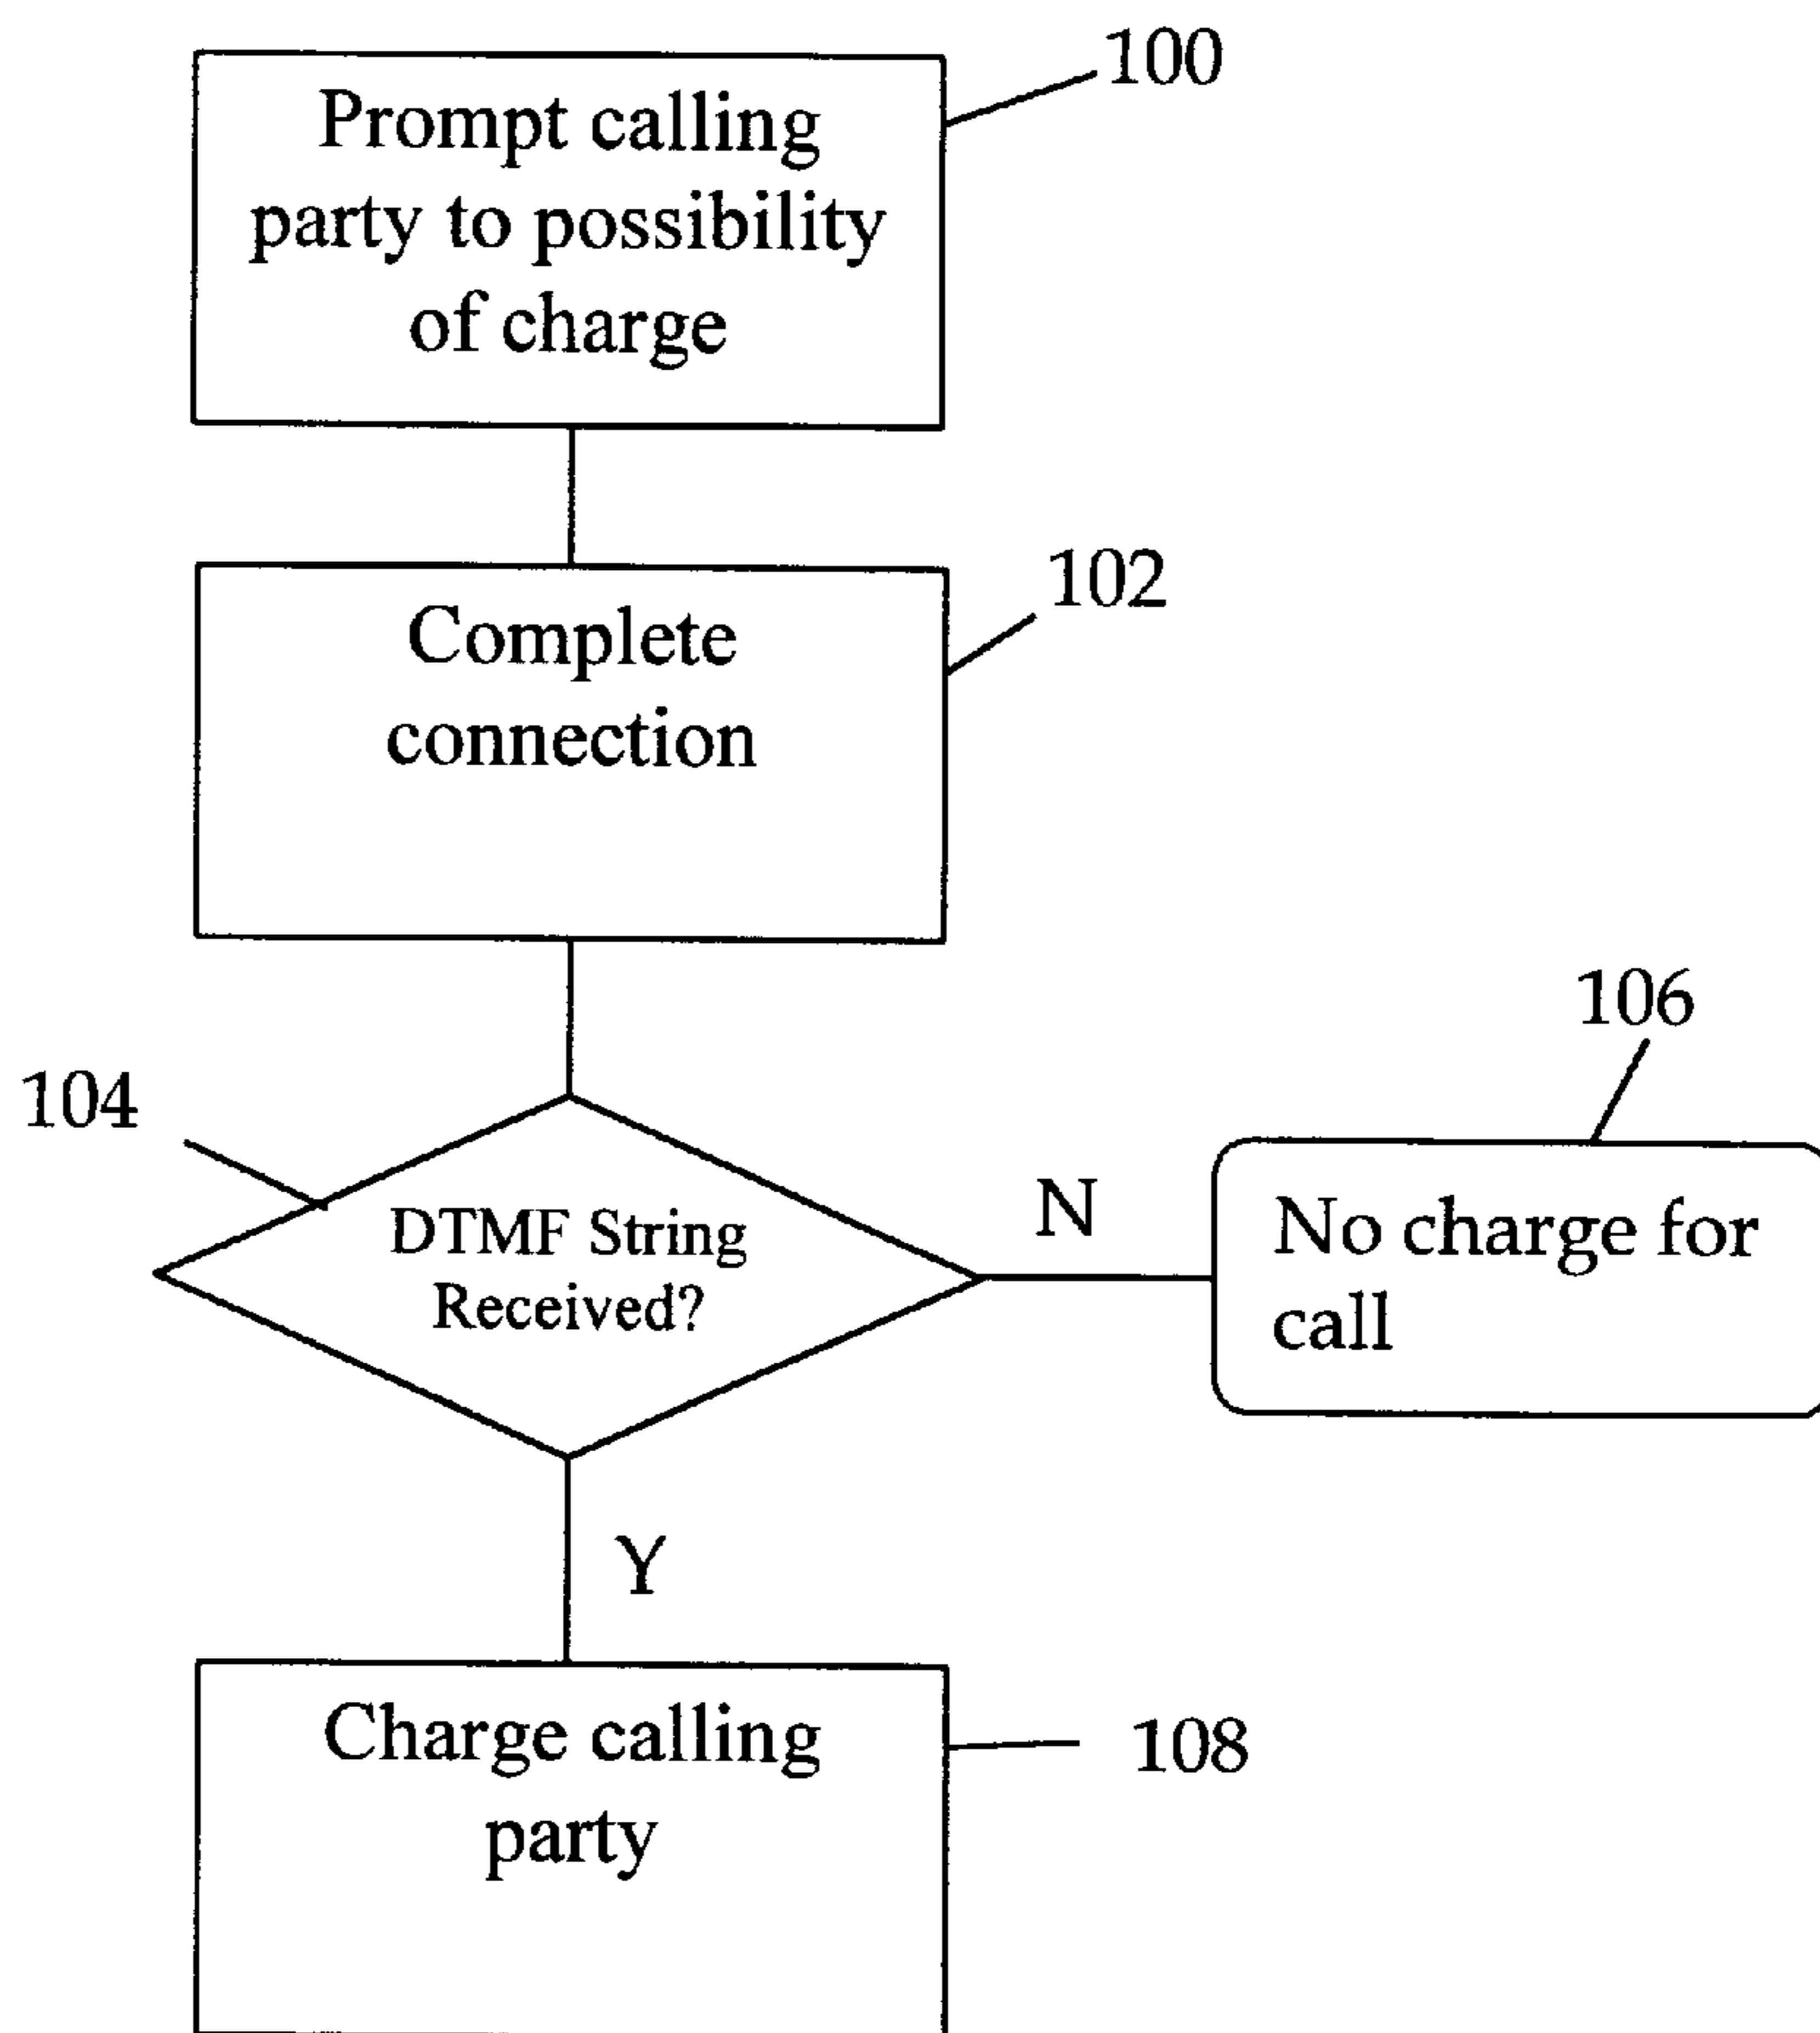 100
Prompt calling
party to possibility
of charge
102
Complete
connection
106
104
DTMF String
Received?
N
No charge for
call
Y
Charge calling
party
108